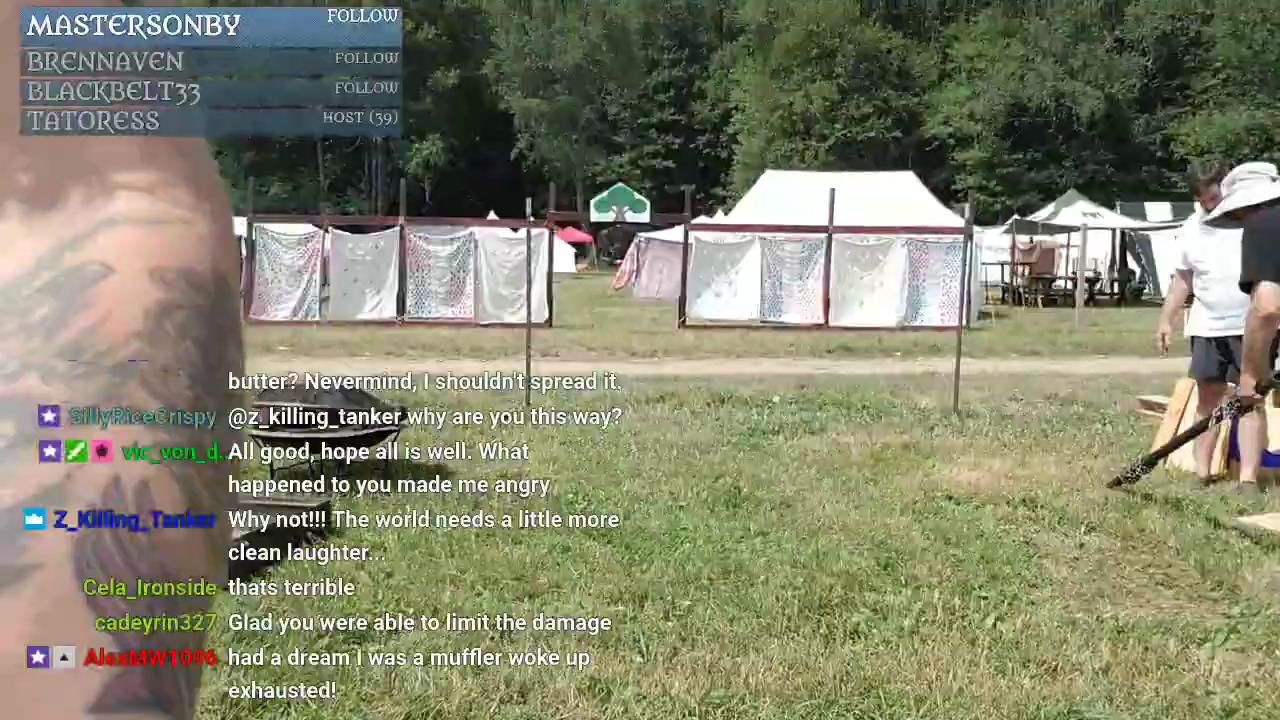 MASTERSONBY FOLLOW
BRENNAVEN FOLLOW
BLACKBELT33 FOLLOW
TATORESS HOST (39)
butter? Nevermind, I shouldn't spread it.
SillyRiceCrispy @z_killing_tanker why are you this way?
vic_von_d.. All good, hope all is well. What
happened to you made me angry
Z_Killing_Tanker Why not!!! The world needs a little more
clean laughter...
Cela_Ironside thats terrible
cadeyrin327 Glad you were able to limit the damage
AlexMW1096 had a dream I was a muffler woke up
exhausted!